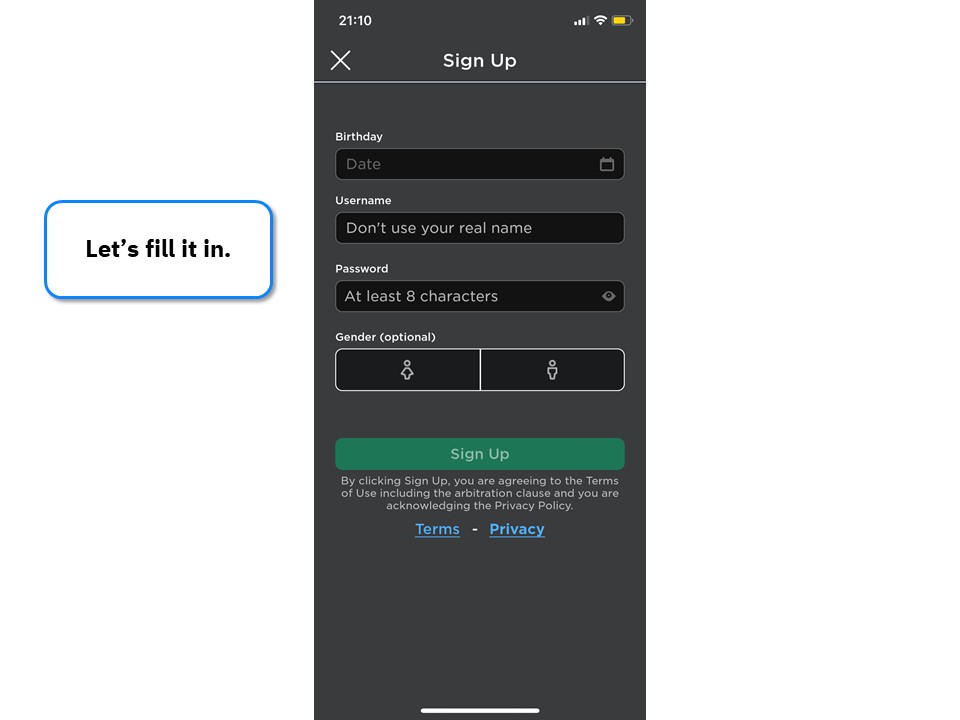 21:10
Sign Up
Birthday
Date
Username
Don't use your real name
Let’s fill it in.
Password
At least 8 characters
Gender (optional)
Sign Up
By clicking Sign Up, you are agreeing to the Terms
of Use including the arbitration clause and you are
acknowledging the Privacy Policy.
Terms - Privacy